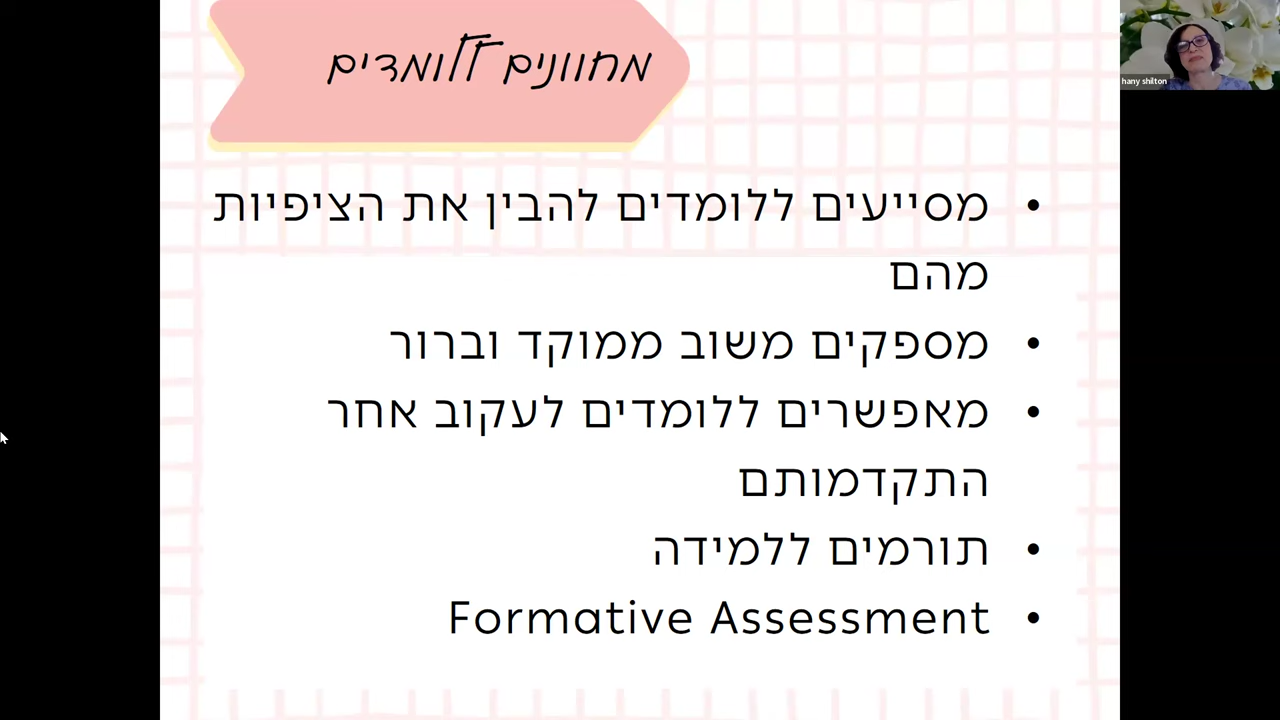 מחוונים ללומדים
• מסייעים ללומדים להבין את הציפיות
מהם
• מספקים משוב ממוקד וברור
• מאפשרים ללומדים לעקוב אחר
התקדמותם
• תורמים ללמידה
• Formative Assessment
hany shilton